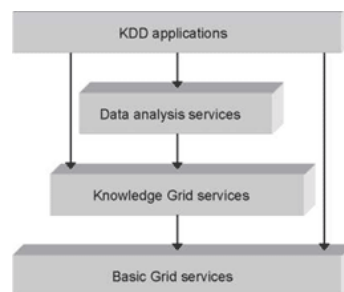 KDD applications
Data analysis services
Knowledge Grid services
Basic Grid services